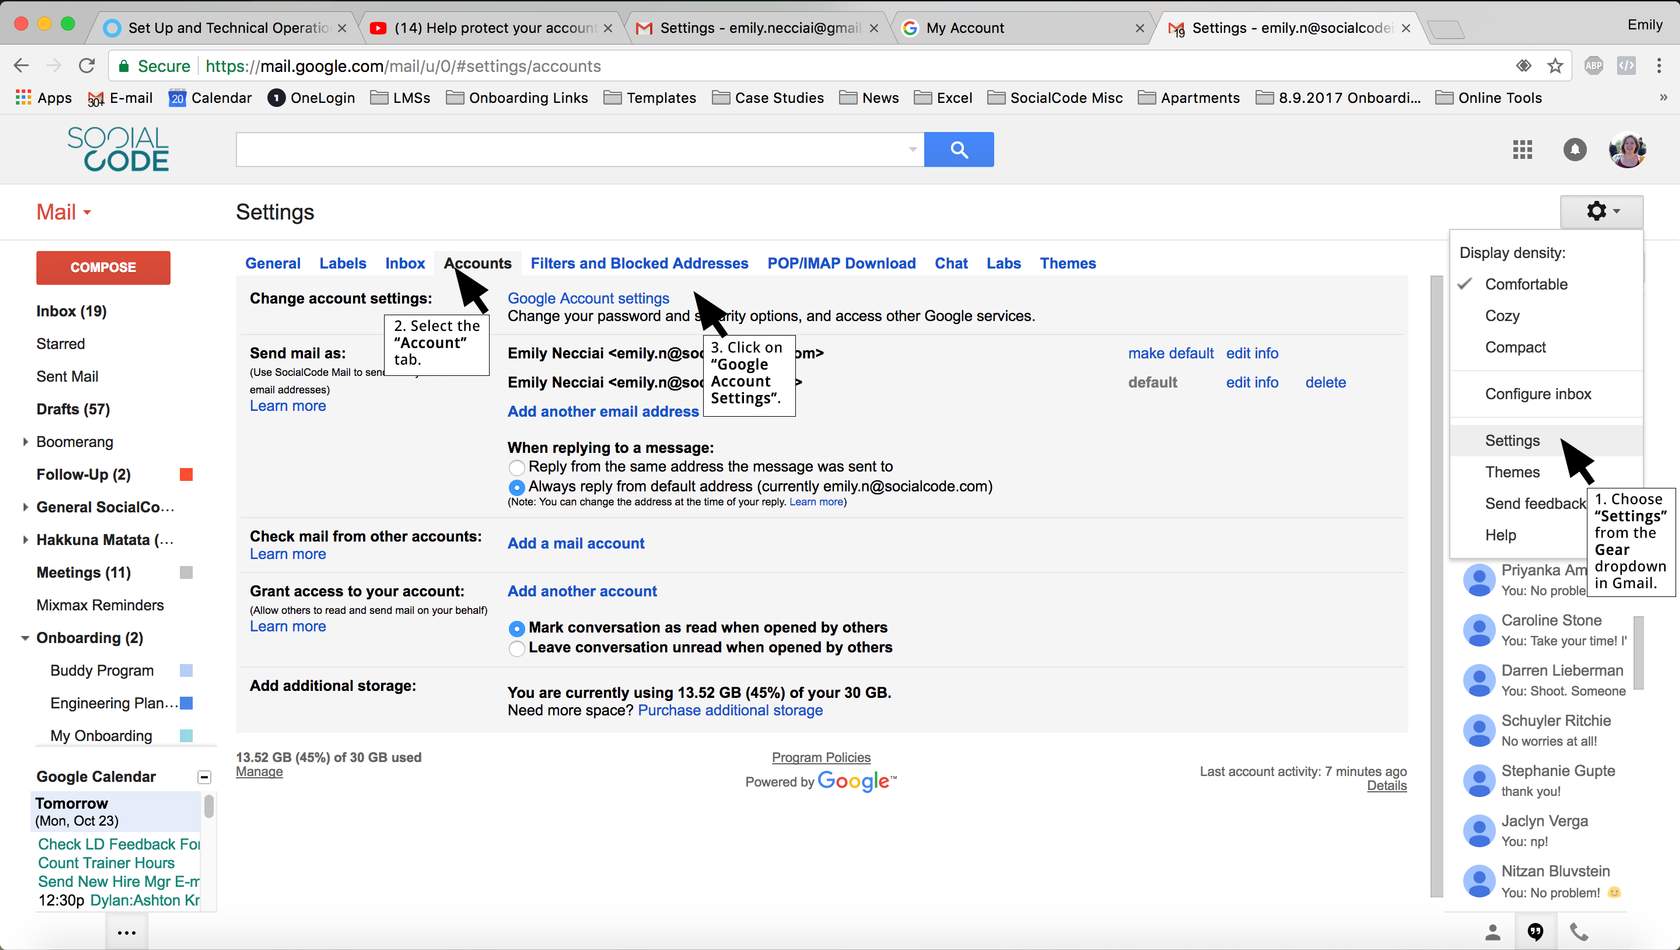 Set Up and Technical Operatio
(14) Help protect your accoun
Settings - emily.necciai@gmail
My Account
19
Settings - emily.n@socialcode
Emily
Secure
https://mail.google.com/mail/u/0/#settings/accounts
ABP
Apps
30+
E-mail
20
Calendar
1
OneLogin
LMSs
Onboarding Links
Templates
Case Studies
News
Excel
SocialCode Misc
Apartments
8.9.2017 Onboardi...
Online Tools
»
SOCIAL
CODE
Mail
Settings
COMPOSE
Inbox (19)
Starred
Sent Mail
Drafts (57)
Boomerang
Follow-Up (2)
General SocialCo...
Hakkuna Matata (...
Meetings (11)
Mixmax Reminders
Onboarding (2)
Buddy Program
Engineering Plan...
My Onboarding
Google Calendar
Tomorrow
(Mon, Oct 23)
Check LD Feedback For
Count Trainer Hours
Send New Hire Mgr E-m
12:30p Dylan:Ashton Kr
General
Labels
Inbox
Accounts
Filters and Blocked Addresses
POP/IMAP Download
Chat
Labs
Themes
Change account settings:
Google Account settings
Change your password and security options, and access other Google services.
2. Select the
“Account”
tab.
3. Click on
“Google
Account
Settings”.
Send mail as:
(Use SocialCode Mail to send
email addresses)
Learn more
Emily Necciai <emily.n@soc om>
make default
edit info
Emily Necciai <emily.n@soc >
default
edit info
delete
Add another email address
When replying to a message:
Reply from the same address the message was sent to
Always reply from default address (currently emily.n@socialcode.com)
(Note: You can change the address at the time of your reply. Learn more)
Check mail from other accounts:
Learn more
Add a mail account
Grant access to your account:
(Allow others to read and send mail on your behalf)
Learn more
Add another account
Mark conversation as read when opened by others
Leave conversation unread when opened by others
Add additional storage:
You are currently using 13.52 GB (45%) of your 30 GB.
Need more space? Purchase additional storage
13.52 GB (45%) of 30 GB used
Manage
Program Policies
Powered by Google™
Last account activity: 7 minutes ago
Details
Display density:
Comfortable
Cozy
Compact
Configure inbox
Settings
Themes
Send feedback
Help
1. Choose
“Settings”
from the
Gear
dropdown
in Gmail.
Priyanka Am
You: No proble
Caroline Stone
You: Take your time! I'
Darren Lieberman
You: Shoot. Someone
Schuyler Ritchie
No worries at all!
Stephanie Gupte
thank you!
Jaclyn Verga
You: np!
Nitzan Bluvstein
You: No problem!